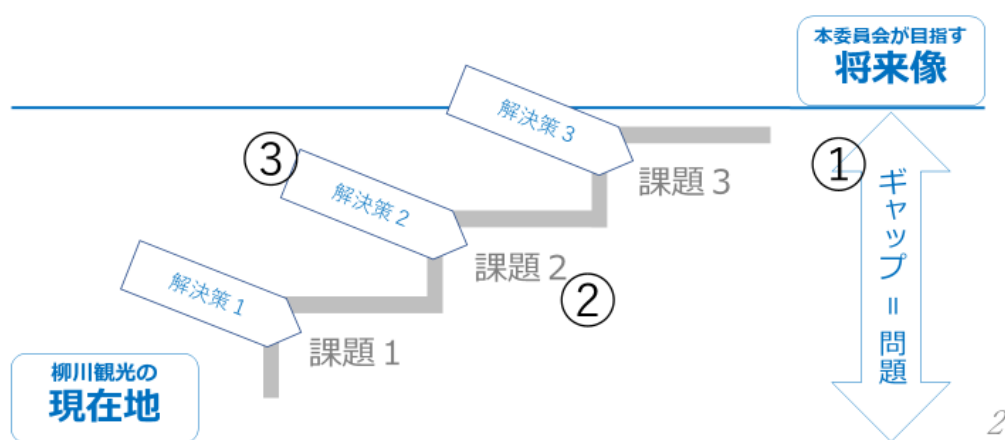 本委員会が目指す
将来像
解決策３
③
①
課題３
解決策２
ギャップ＝問題
課題２
②
解決策１
課題１
柳川観光の
現在地
2